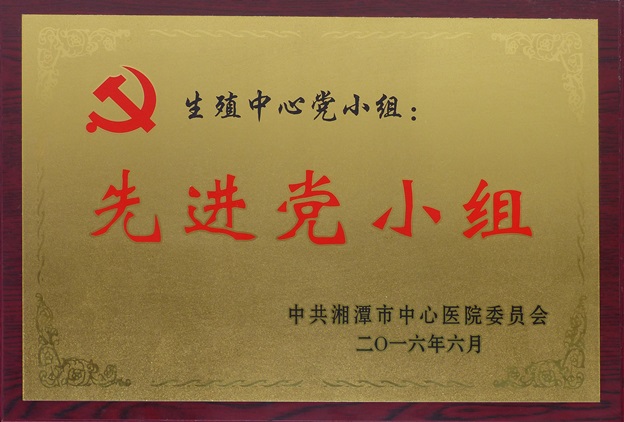 生殖中心党小组：
先进党小组
中共湘潭市中心医院委员会
二〇一六年六月